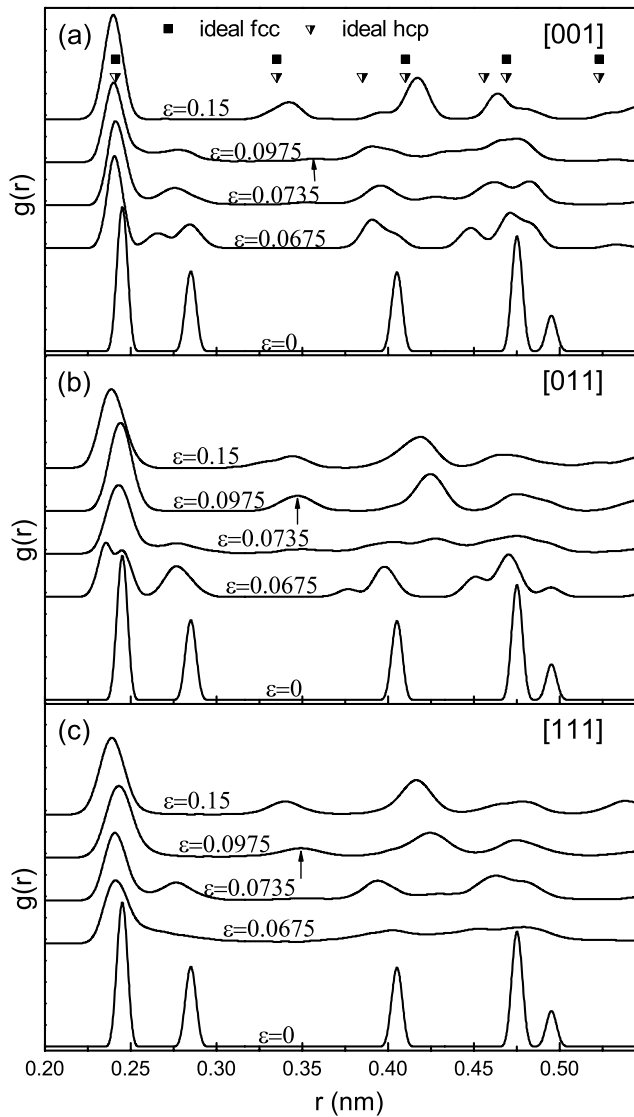 (a) ■ ideal fcc ▼ ideal hcp [001]
ε=0.15
ε=0.0975
ε=0.0735
ε=0.0675
ε=0
g(r)
(b) [011]
ε=0.15
ε=0.0975
ε=0.0735
ε=0.0675
ε=0
g(r)
(c) [111]
ε=0.15
ε=0.0975
ε=0.0735
ε=0.0675
ε=0
g(r)
0.20 0.25 0.30 0.35 0.40 0.45 0.50
r (nm)